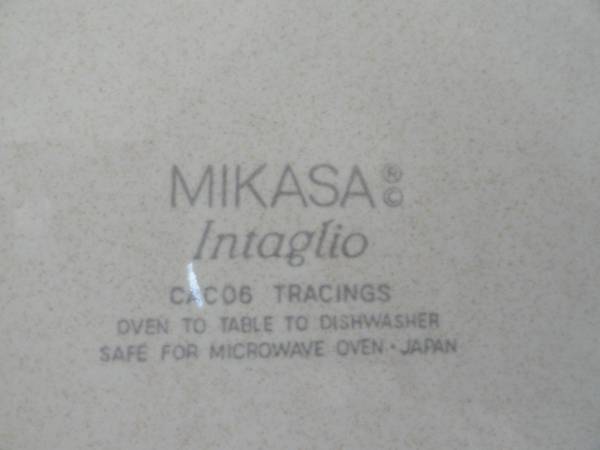 MIKASA ® ©
Intaglio
CAC06 TRACINGS
OVEN TO TABLE TO DISHWASHER
SAFE FOR MICROWAVE OVEN · JAPAN